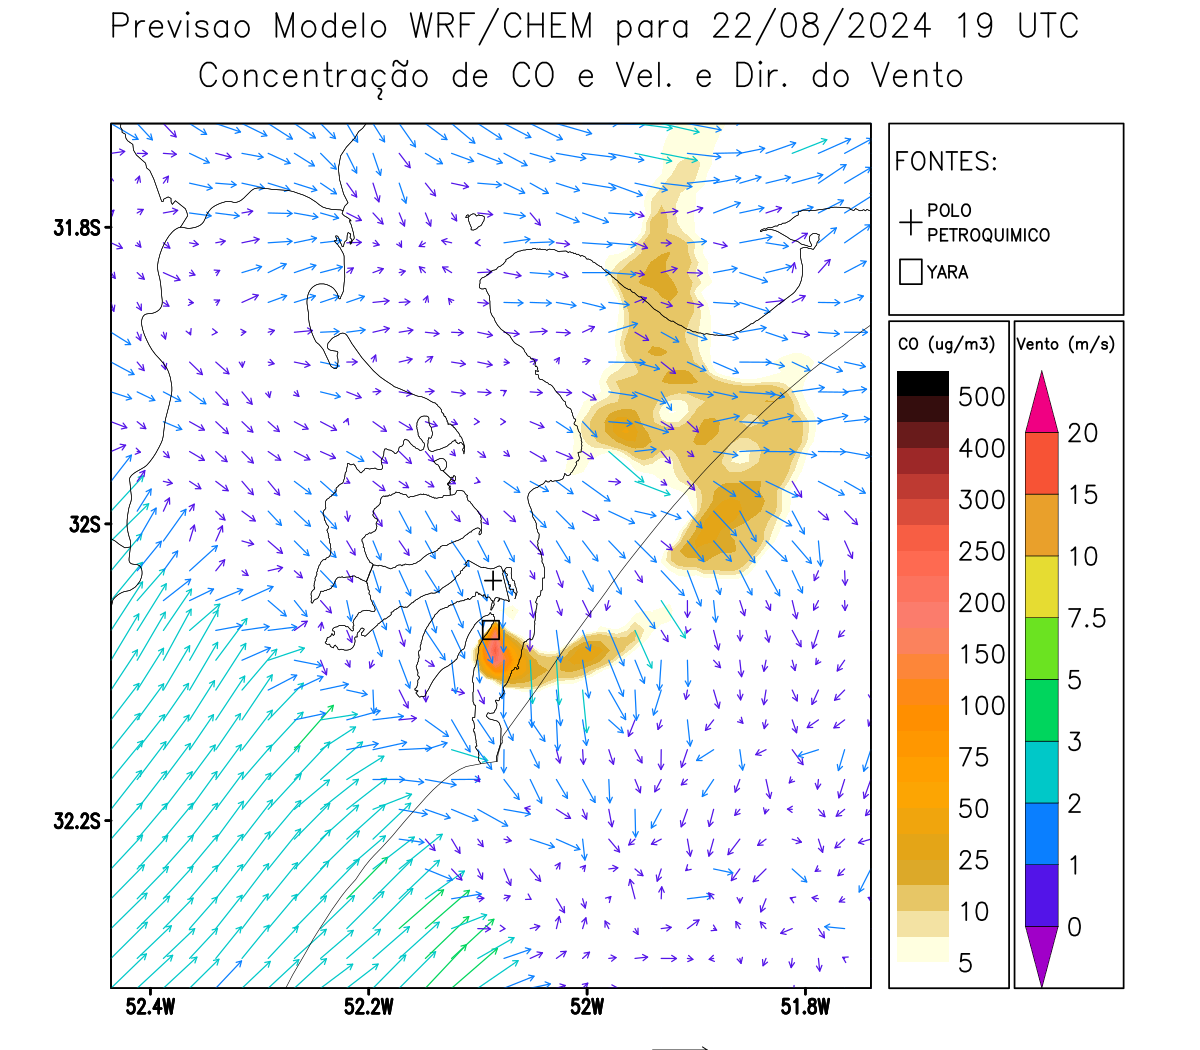 Previsao Modelo WRF/CHEM para 22/08/2024 19 UTC
Concentração de CO e Vel. e Dir. do Vento
FONTES:
POLO
PETROQUIMICO
YARA
31.8S
32S
32.2S
52.4W
52.2W
52W
51.8W
CO (ug/m3)
500
400
300
250
200
150
100
75
50
25
10
5
Vento (m/s)
20
15
10
7.5
5
3
2
1
0